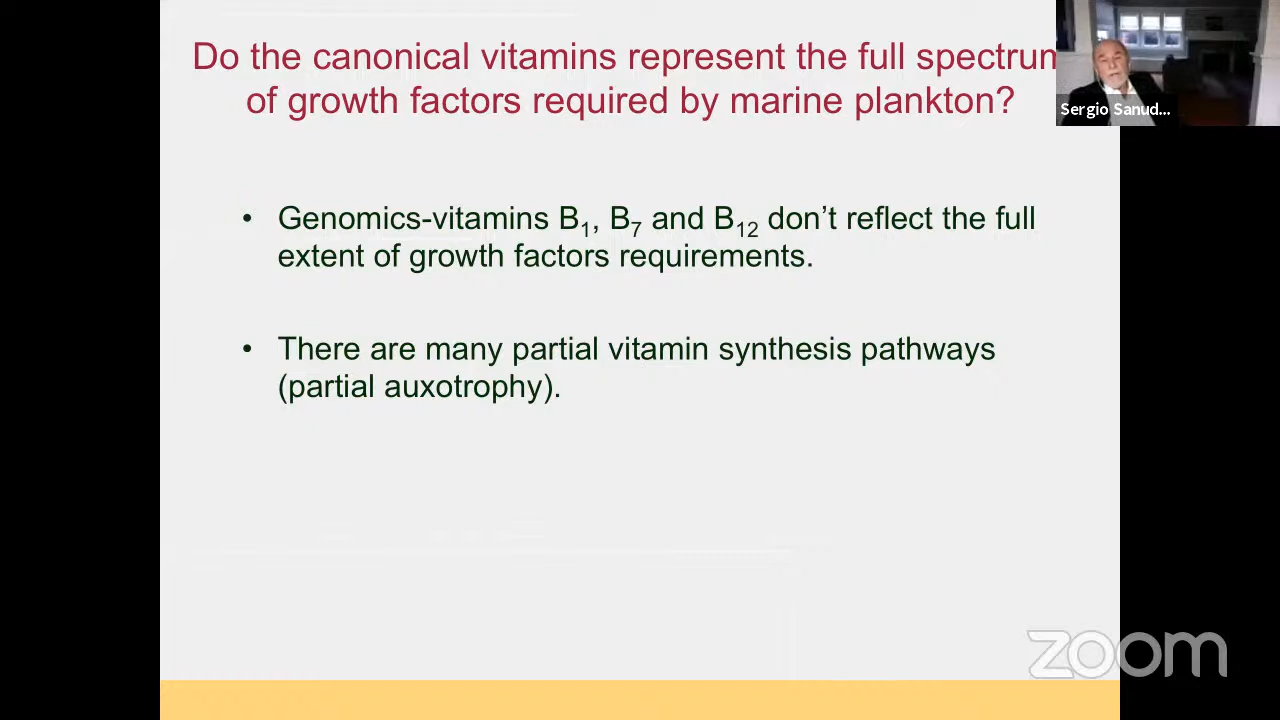 Do the canonical vitamins represent the full spectrum
of growth factors required by marine plankton?
Sergio Sanud...
• Genomics-vitamins B₁, B₇ and B₁₂ don’t reflect the full
extent of growth factors requirements.
• There are many partial vitamin synthesis pathways
(partial auxotrophy).
zoom